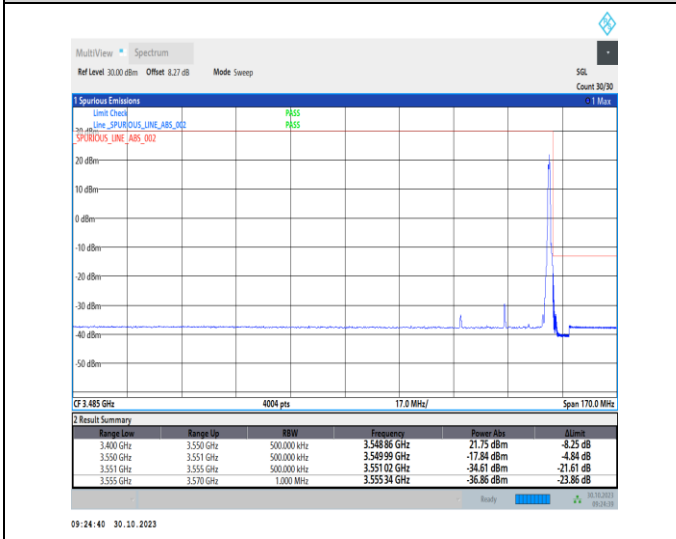 MultiView Spectrum
Ref Level 30.00 dBm Offset 8.27 dB Mode Sweep SGL
Count 30/30
1 Spurious Emissions 1 Max
Limit Check PASS
Line _SPURIOUS_LINE_ABS_002 PASS
_SPURIOUS_LINE_ABS_002
20 dBm
10 dBm
0 dBm
-10 dBm
-20 dBm
-30 dBm
-40 dBm
-50 dBm
CF 3.485 GHz 4004 pts 17.0 MHz/ Span 170.0 MHz
2 Result Summary
Range Low Range Up RBW Frequency Power Abs ΔLimit
3.400 GHz 3.550 GHz 500.000 kHz 3.548 86 GHz 21.75 dBm -8.25 dB
3.550 GHz 3.551 GHz 500.000 kHz 3.549 99 GHz -17.84 dBm -4.84 dB
3.551 GHz 3.555 GHz 500.000 kHz 3.551 02 GHz -34.61 dBm -21.61 dB
3.555 GHz 3.570 GHz 1.000 MHz 3.555 34 GHz -36.86 dBm -23.86 dB
Ready 30.10.2023
09:24:39
09:24:40 30.10.2023